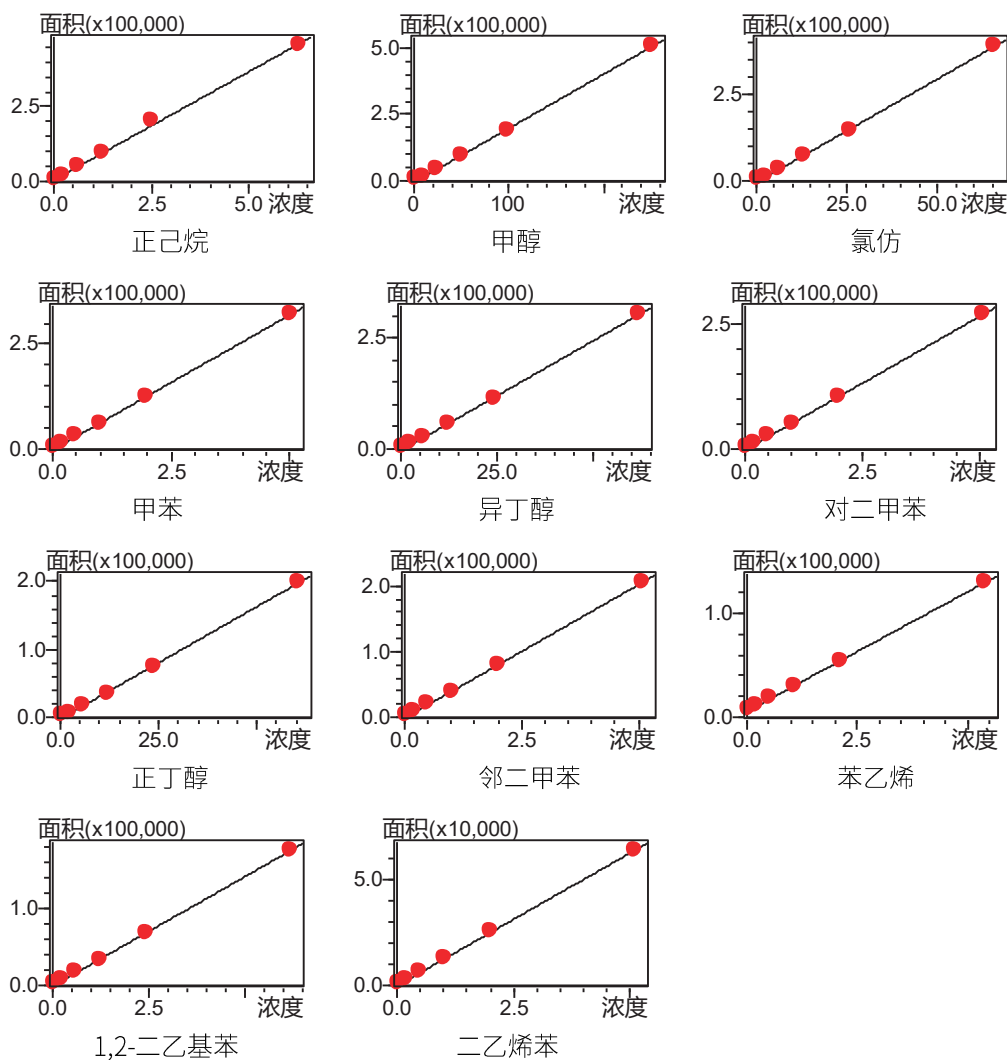 面积(x100,000)
2.5
0.0
0.0 2.5 5.0 浓度
正己烷
面积(x100,000)
5.0
2.5
0.0
0 100 浓度
甲醇
面积(x100,000)
2.5
0.0
0.0 25.0 50.0 浓度
氯仿
面积(x100,000)
2.5
0.0
0.0 2.5 浓度
甲苯
面积(x100,000)
2.5
0.0
0.0 25.0 浓度
异丁醇
面积(x100,000)
2.5
0.0
0.0 2.5 浓度
对二甲苯
面积(x100,000)
2.0
1.0
0.0
0.0 25.0 浓度
正丁醇
面积(x100,000)
2.0
1.0
0.0
0.0 2.5 浓度
邻二甲苯
面积(x100,000)
1.0
0.0
0.0 2.5 浓度
苯乙烯
面积(x100,000)
1.0
0.0
0.0 2.5 浓度
1,2-二乙基苯
面积(x10,000)
5.0
0.0
0.0 2.5 浓度
二乙烯苯